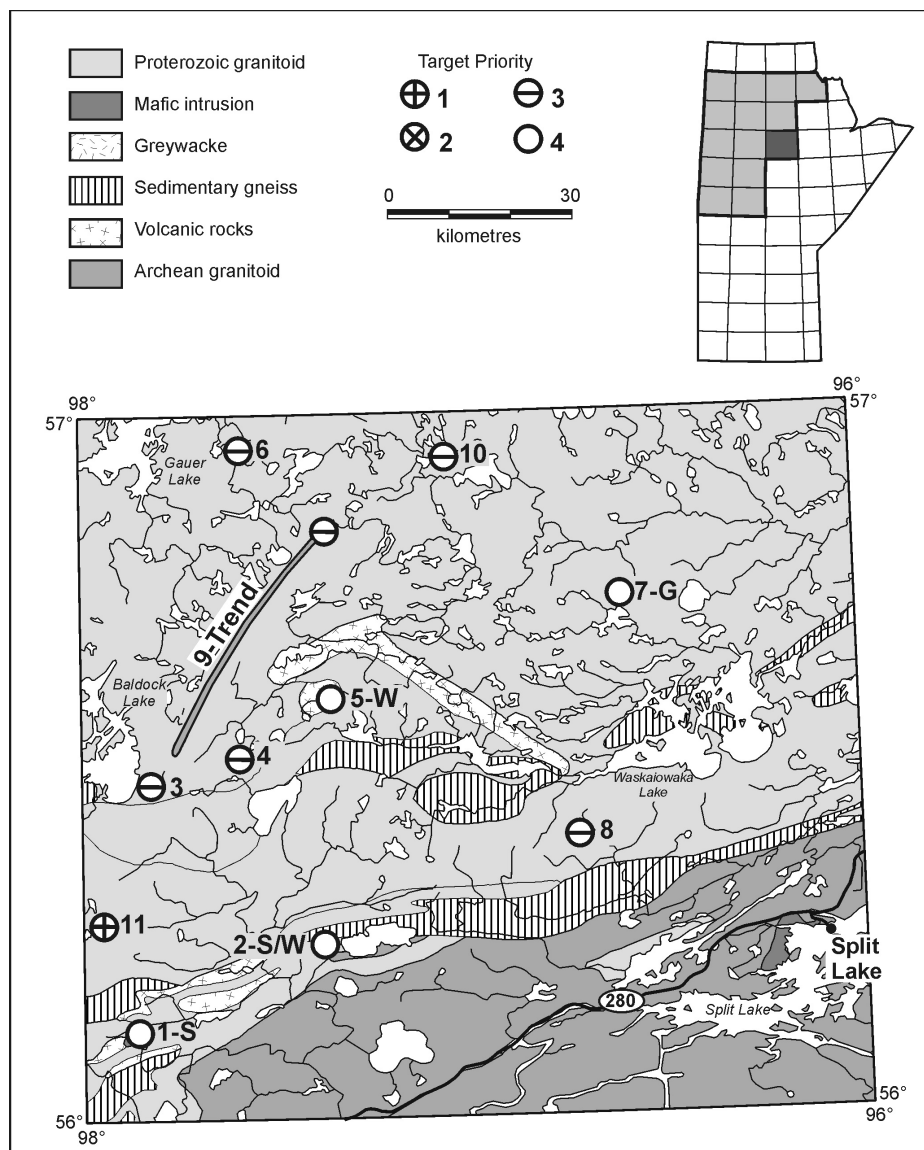 Proterozoic granitoid
Mafic intrusion
Greywacke
Sedimentary gneiss
Volcanic rocks
Archean granitoid
Target Priority
1
3
2
4
0
30
kilometres
98°
57°
96°
57°
6
10
Gauer
Lake
9-Trend
7-G
Baldock
Lake
5-W
4
3
Waskaiowaka
Lake
8
11
2-S/W
Split
Lake
280
Split Lake
1-S
56°
98°
56°
96°